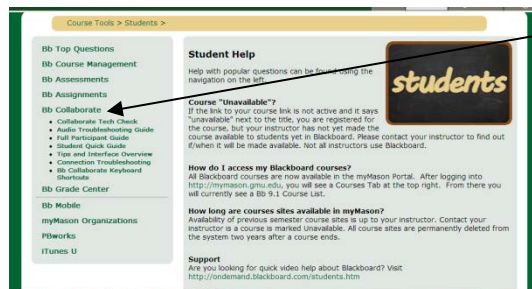 Course Tools > Students >
Bb Top Questions
Bb Course Management
Bb Assessments
Bb Assignments
Bb Collaborate
Collaborate Tech Check
Audio Troubleshooting Guide
Full Participant Guide
Student Quick Guide
Tips and Interface Overview
Connection Troubleshooting
Bb Collaborate Keyboard
Shortcuts
Bb Grade Center
Bb Mobile
myMason Organizations
PBworks
iTunes U
Student Help
Help with popular questions can be found using the
navigation on the left.
students
Course "Unavailable"?
If the link to your course link is not active and it says
"unavalable" next to the title, you are registered for
the course, but your instructor has not yet made the
course available to students yet in Blackboard. Please contact your instructor to find out
if/when it will be made available. Not all instructors use Blackboard.
How do I access my Blackboard courses?
All Blackboard courses are now available in the myMason Portal. After logging into
http://mymason.gmu.edu, you will see a Courses Tab at the top right. From there you
will currently see a Bb 9.1 Course List.
How long are courses sites available in myMason?
Availability of previous semester course sites is up to your instructor. Contact your
instructor is a course is marked Unavailable. All course sites are permanently deleted from
the system two years after a course ends.
Support
Are you looking for quick video help about Blackboard? Visit
http://ondemand.blackboard.com/students.htm